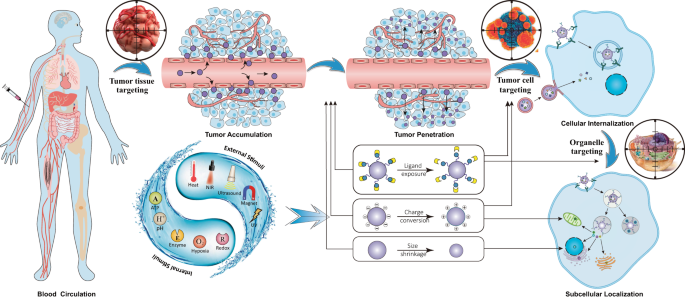 Tumor tissue
targeting
Tumor Accumulation
Tumor Penetration
Tumor cell
targeting
Cellular Internalization
Organelle
targeting
External Stimuli
Heat
NIR
Ultrasound
Magnet
A
ATP
H
pH
E
Enzyme
O
Hypoxia
R
Redox
Internal Stimuli
Ligand
exposure
Charge
conversion
Size
shrinkage
Blood Circulation
Subcellular Localization